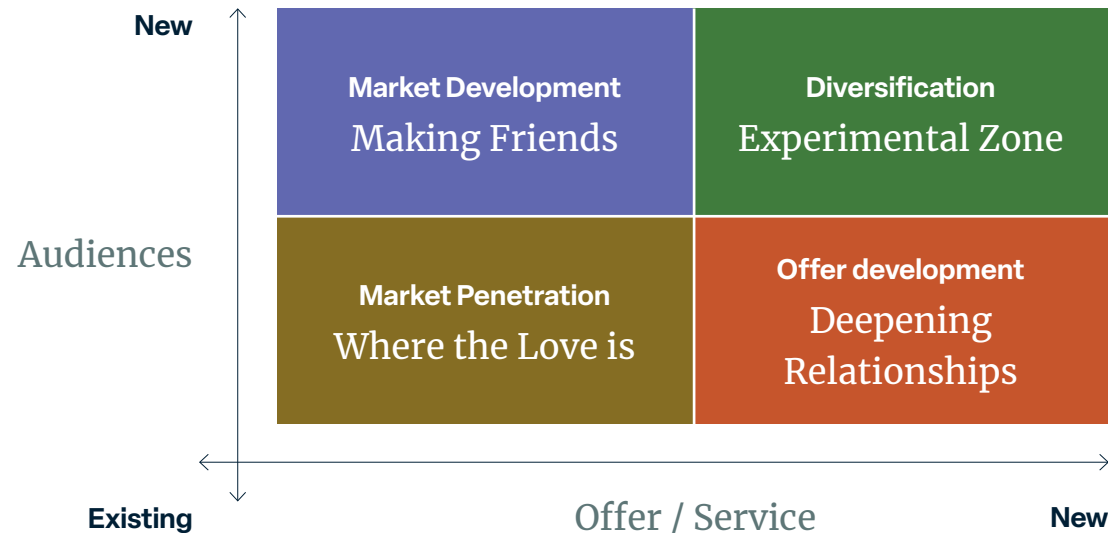 New
Market Development
Making Friends
Diversification
Experimental Zone
Audiences
Market Penetration
Where the Love is
Offer development
Deepening
Relationships
Existing
Offer / Service
New